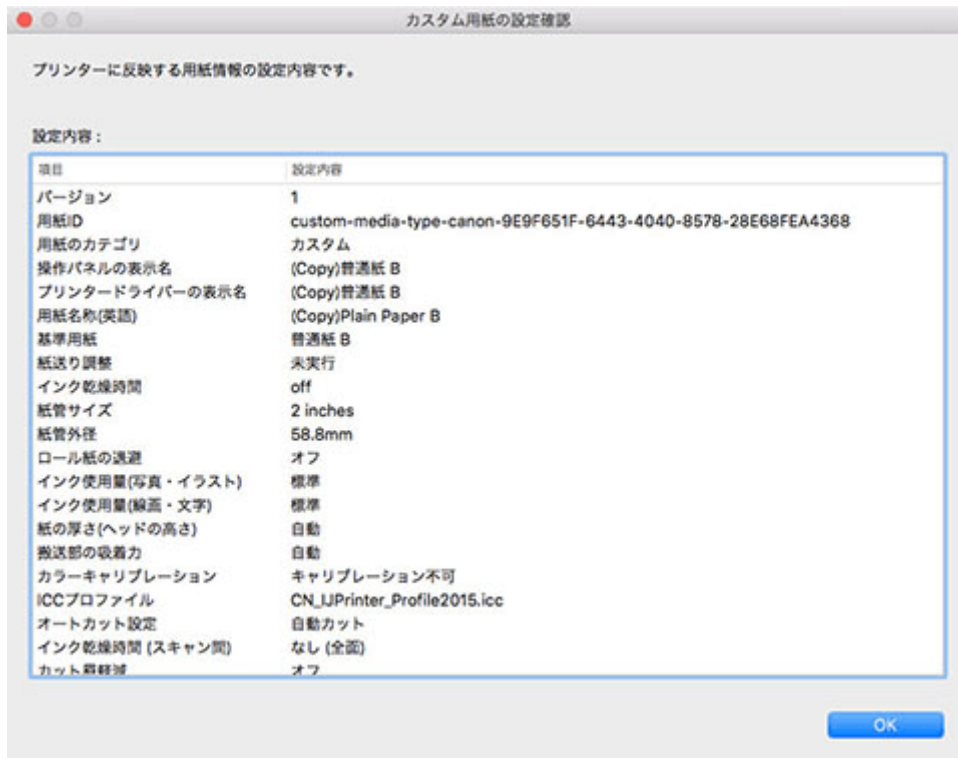 カスタム用紙の設定確認
プリンターに反映する用紙情報の設定内容です。
設定内容：
項目 設定内容
バージョン 1
用紙ID custom-media-type-canon-9E9F651F-6443-4040-8578-28E68FEA4368
用紙のカテゴリ カスタム
操作パネルの表示名 (Copy)普通紙 B
プリンタードライバーの表示名 (Copy)普通紙 B
用紙名称(英語) (Copy)Plain Paper B
基準用紙 普通紙 B
紙送り調整 未実行
インク乾燥時間 off
紙管サイズ 2 inches
紙管外径 58.8mm
ロール紙の退避 オフ
インク使用量(写真・イラスト) 標準
インク使用量(線画・文字) 標準
紙の厚さ(ヘッドの高さ) 自動
搬送部の吸着力 自動
カラーキャリブレーション キャリブレーション不可
ICCプロファイル CN_IJPrinter_Profile2015.icc
オートカット設定 自動カット
インク乾燥時間 (スキャン間) なし (全面)
カット屑軽減 オフ
OK